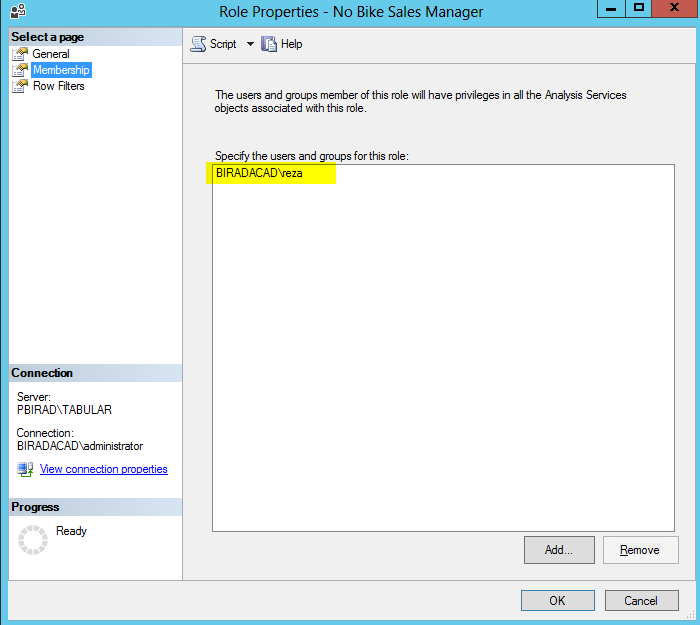 Role Properties - No Bike Sales Manager
Select a page
General
Membership
Row Filters
Script
Help
The users and groups member of this role will have privileges in all the Analysis Services
objects associated with this role.
Specify the users and groups for this role:
BIRADACAD\reza
Connection
Server:
PBIRAD\TABULAR
Connection:
BIRADACAD\administrator
View connection properties
Progress
Ready
Add...
Remove
OK
Cancel